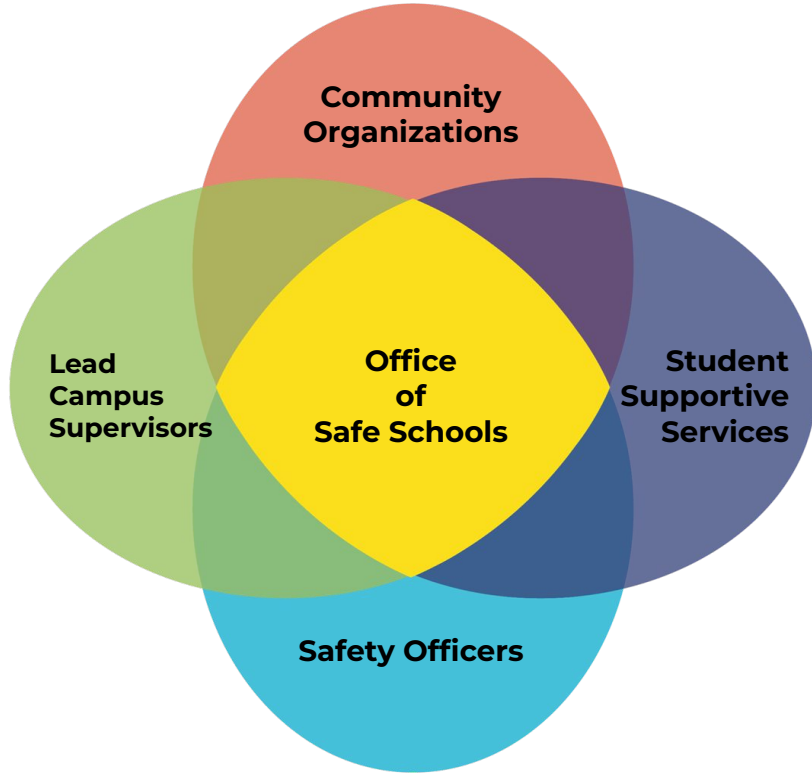 Community
Organizations
Lead
Campus
Supervisors
Office
of
Safe Schools
Student
Supportive
Services
Safety Officers